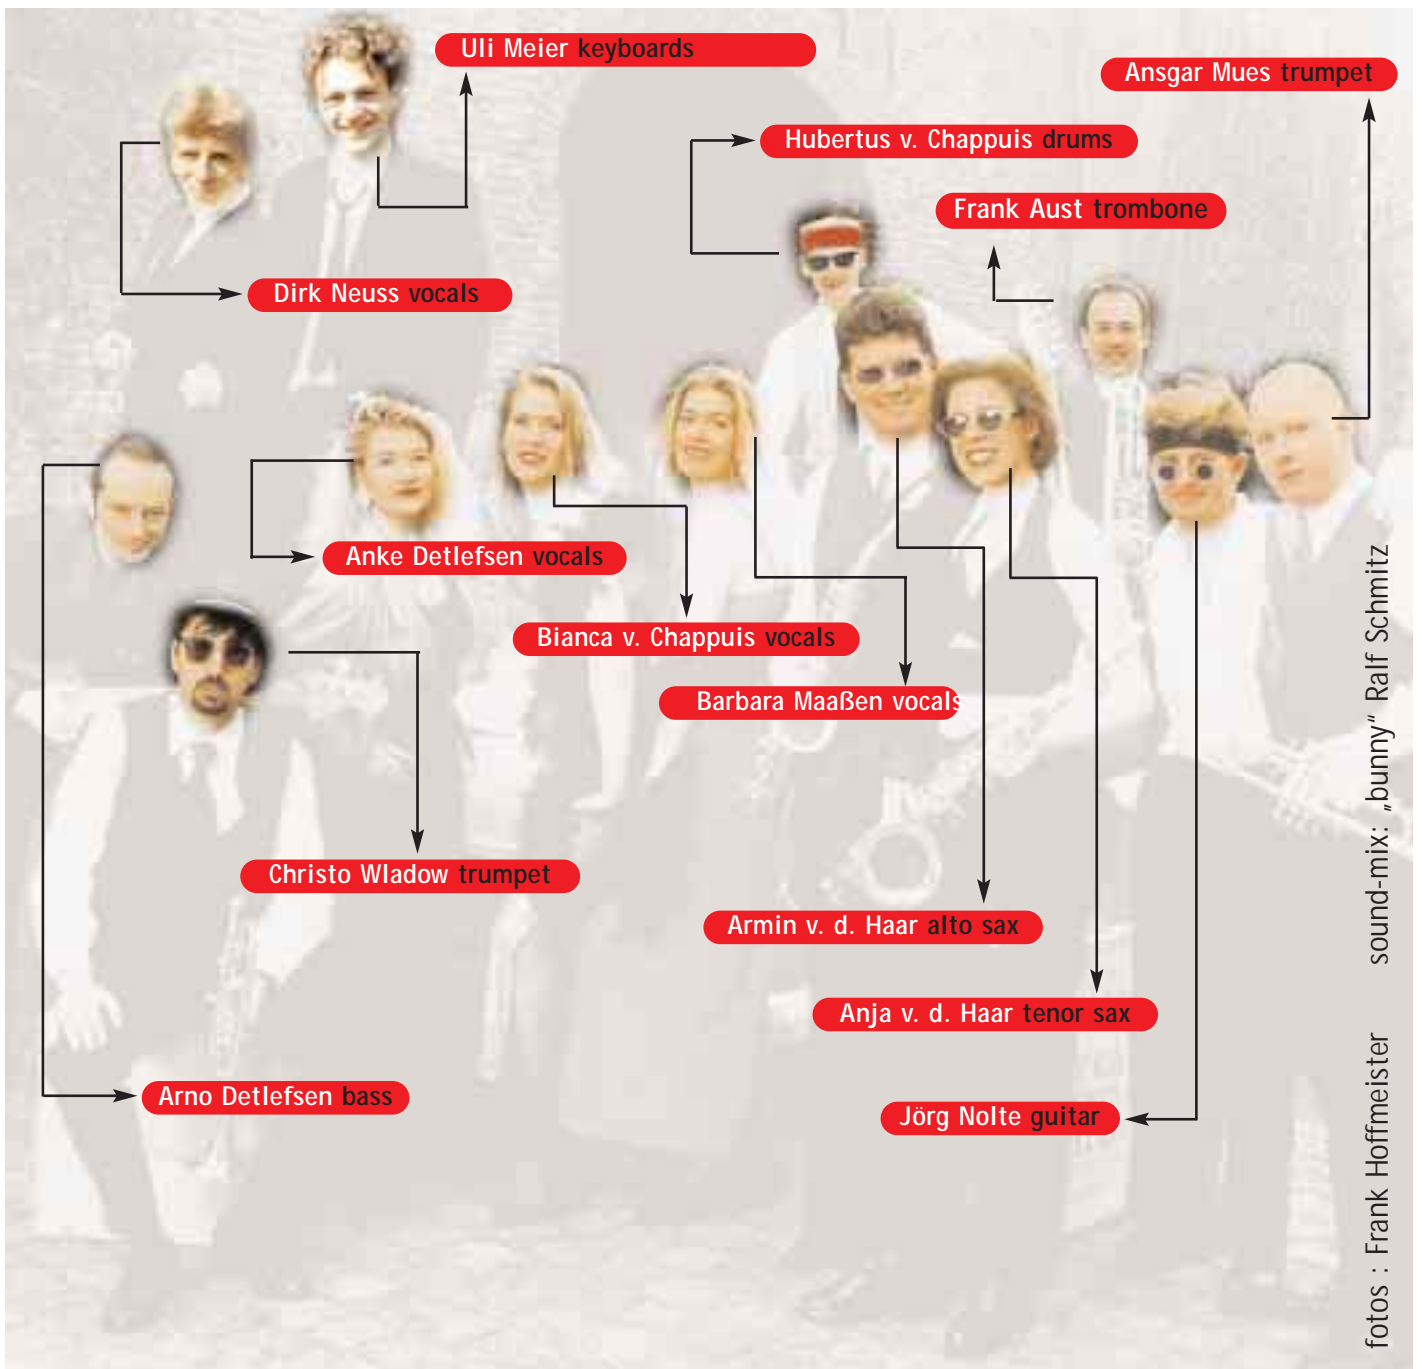 Uli Meier keyboards
Ansgar Mues trumpet
Hubertus v. Chappuis drums
Frank Aust trombone
Dirk Neuss vocals
Anke Detlefsen vocals
Bianca v. Chappuis vocals
Barbara Maaßen vocals
Christo Wladow trumpet
Armin v. d. Haar alto sax
Anja v. d. Haar tenor sax
Arno Detlefsen bass
Jörg Nolte guitar
fotos : Frank Hoffmeister sound-mix: „bunny“ Ralf Schmitz